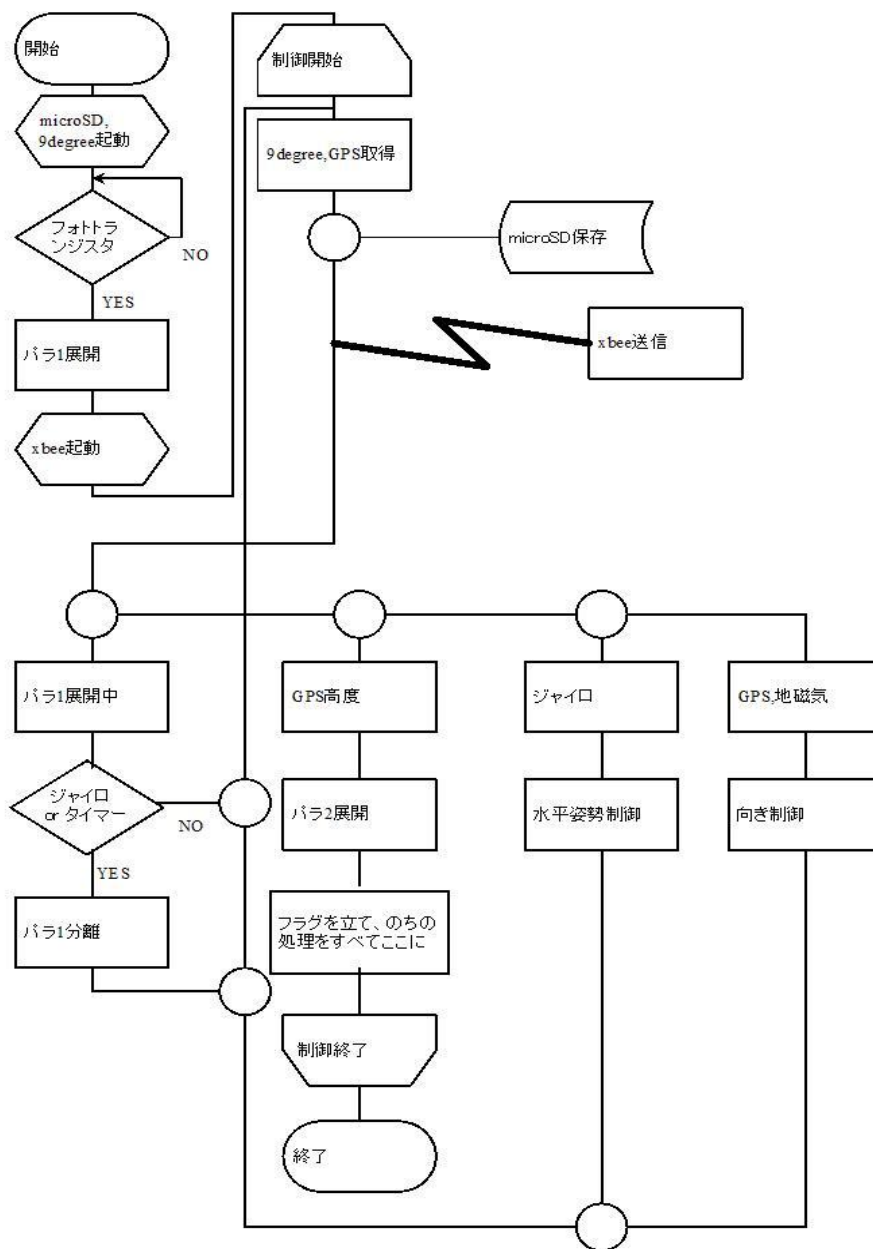 開始
microSD,
9degree起動
フォトトラ
ンジスタ
NO
YES
パラ1展開
xbee起動
制御開始
9degree,GPS取得
microSD保存
xbee送信
パラ1展開中
ジャイロ
or タイマー
NO
YES
パラ1分離
GPS高度
パラ2展開
フラグを立て、のちの
処理をすべてここに
制御終了
終了
ジャイロ
水平姿勢制御
GPS,地磁気
向き制御